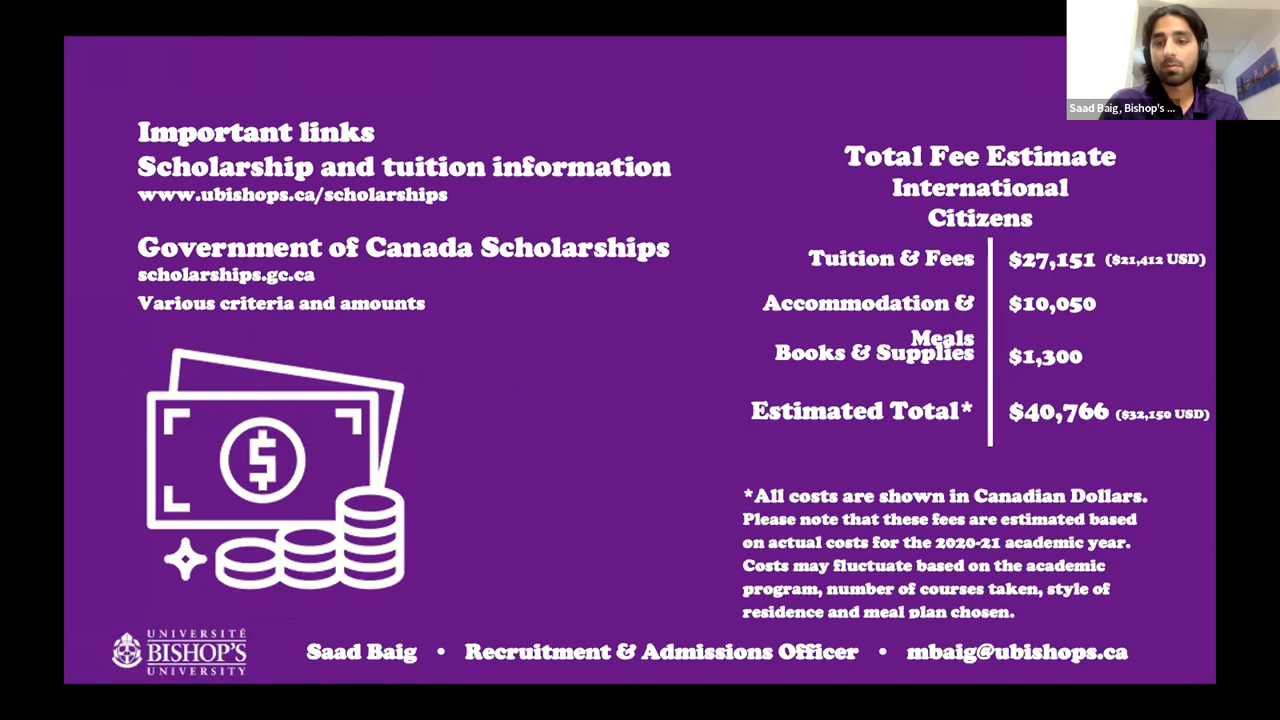 Saad Baig, Bishop's ...
Important links
Scholarship and tuition information
www.ubishops.ca/scholarships
Government of Canada Scholarships
scholarships.gc.ca
Various criteria and amounts
$
Total Fee Estimate
International
Citizens
Tuition & Fees $27,151 ($21,412 USD)
Accommodation & $10,050
Meals
Books & Supplies $1,300
Estimated Total* $40,766 ($32,150 USD)
*All costs are shown in Canadian Dollars.
Please note that these fees are estimated based
on actual costs for the 2020-21 academic year.
Costs may fluctuate based on the academic
program, number of courses taken, style of
residence and meal plan chosen.
UNIVERSITÉ
BISHOP'S
UNIVERSITY
Saad Baig • Recruitment & Admissions Officer • mbaig@ubishops.ca